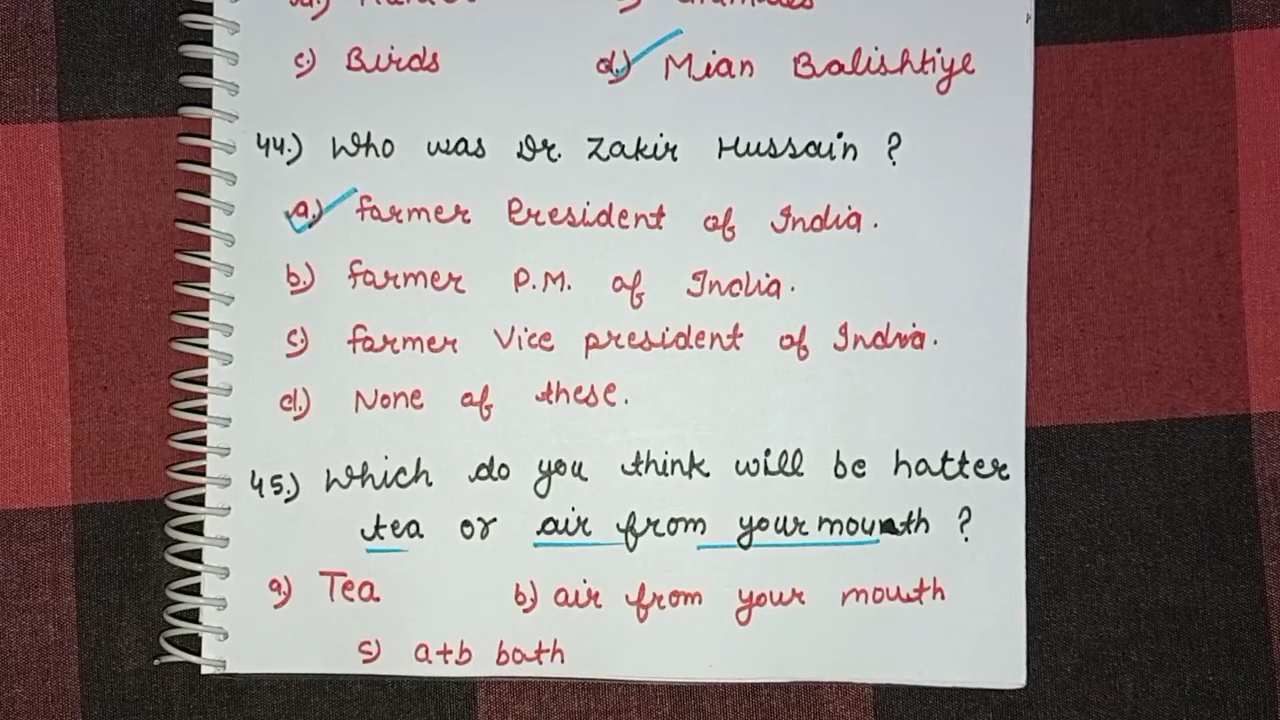 c) Birds d) Mian Balishtiye
44.) Who was Dr. Zakir Hussain ?
a.) farmer President of India.
b.) farmer P.M. of India.
c) farmer Vice president of India.
d.) None of these.
45.) Which do you think will be hatter
tea or air from your mouth ?
a) Tea b) air from your mouth
c) a+b both